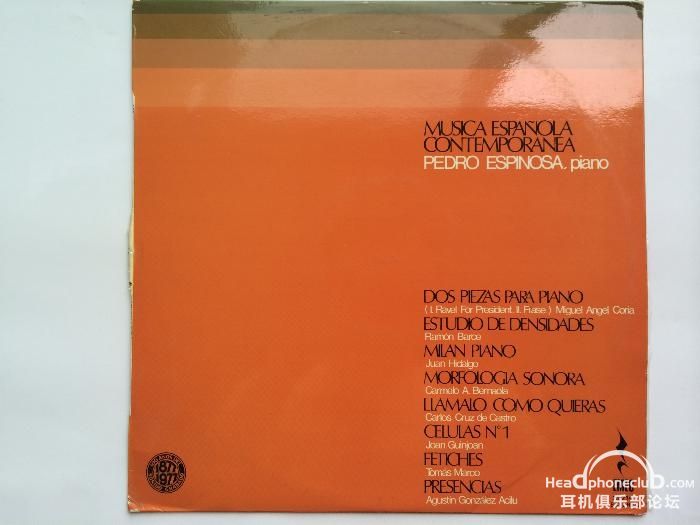 MUSICA ESPAÑOLA
CONTEMPORANEA
PEDRO ESPINOSA. piano
DOS PIEZAS PARA PIANO
( I. Ravel For President. II. Frase ) Miguel Angel Coria
ESTUDIO DE DENSIDADES
Ramón Barce
MILAN PIANO
Juan Hidalgo
MORFOLOGIA SONORA
Carmelo A. Bernaola
LLAMALO COMO QUIERAS
Carlos Cruz de Castro
CELULAS N°1
Joan Guinjoan
FETICHES
Tomás Marco
PRESENCIAS
Agustín González Acilu
1877
1977
HeadphoneClub.com
耳机俱乐部论坛